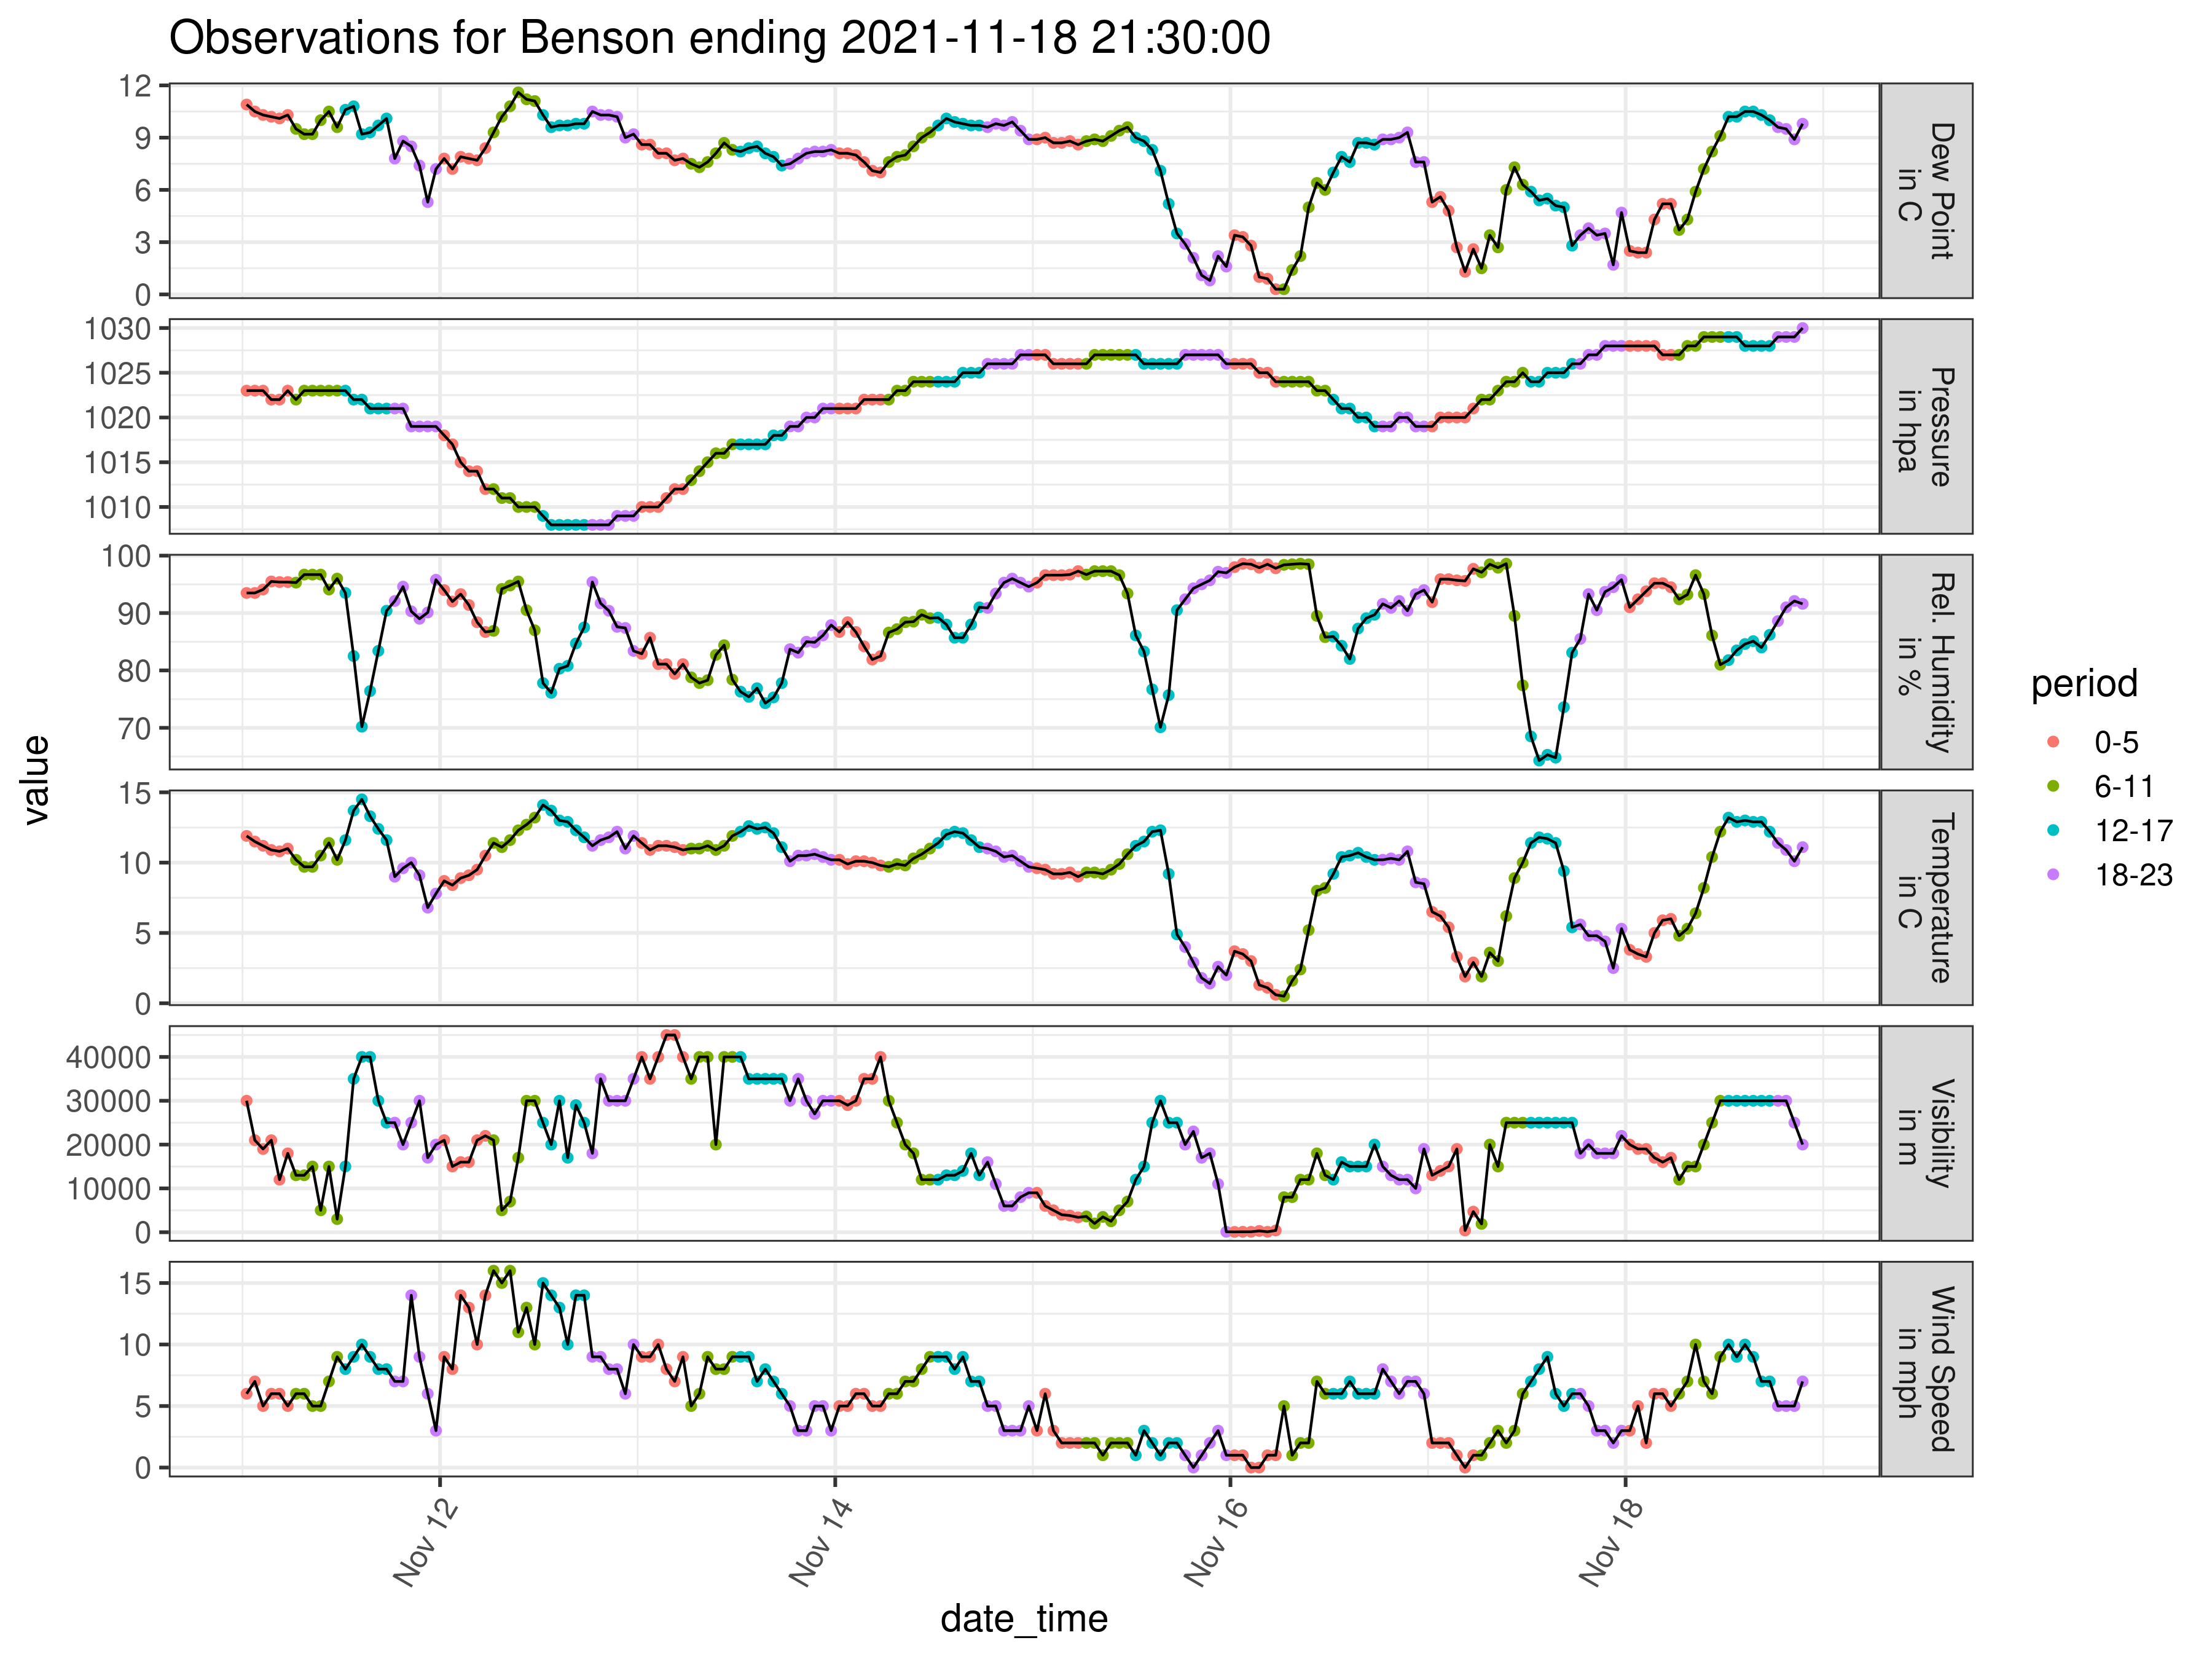 Observations for Benson ending 2021-11-18 21:30:00
value
12
9
6
3
0
Dew Point
in C
1030
1025
1020
1015
1010
Pressure
in hpa
100
90
80
70
Rel. Humidity
in %
15
10
5
0
Temperature
in C
40000
30000
20000
10000
0
Visibility
in m
15
10
5
0
Wind Speed
in mph
Nov 12
Nov 14
Nov 16
Nov 18
date_time
period
0-5
6-11
12-17
18-23